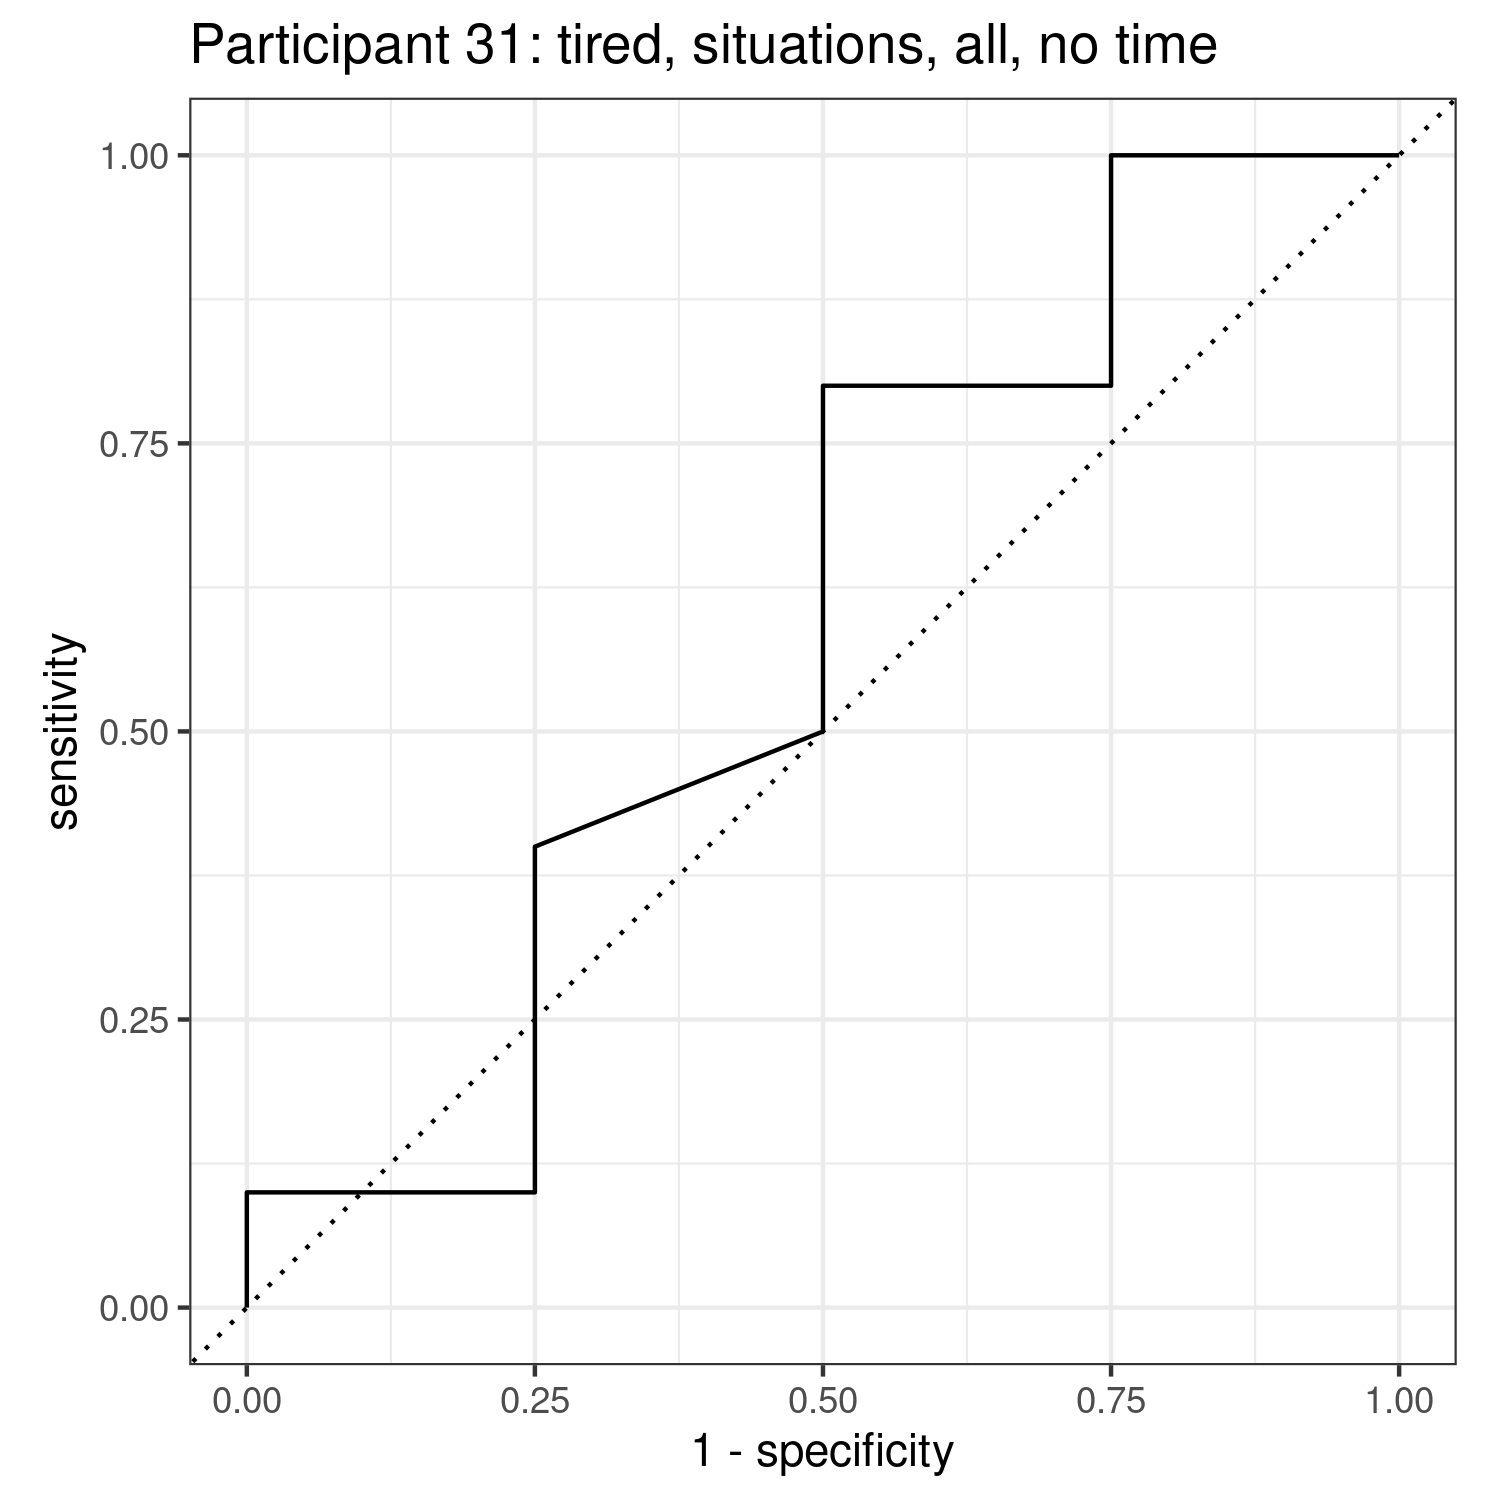 Participant 31: tired, situations, all, no time
1.00
0.75
0.50
0.25
0.00
sensitivity
0.00 0.25 0.50 0.75 1.00
1 - specificity